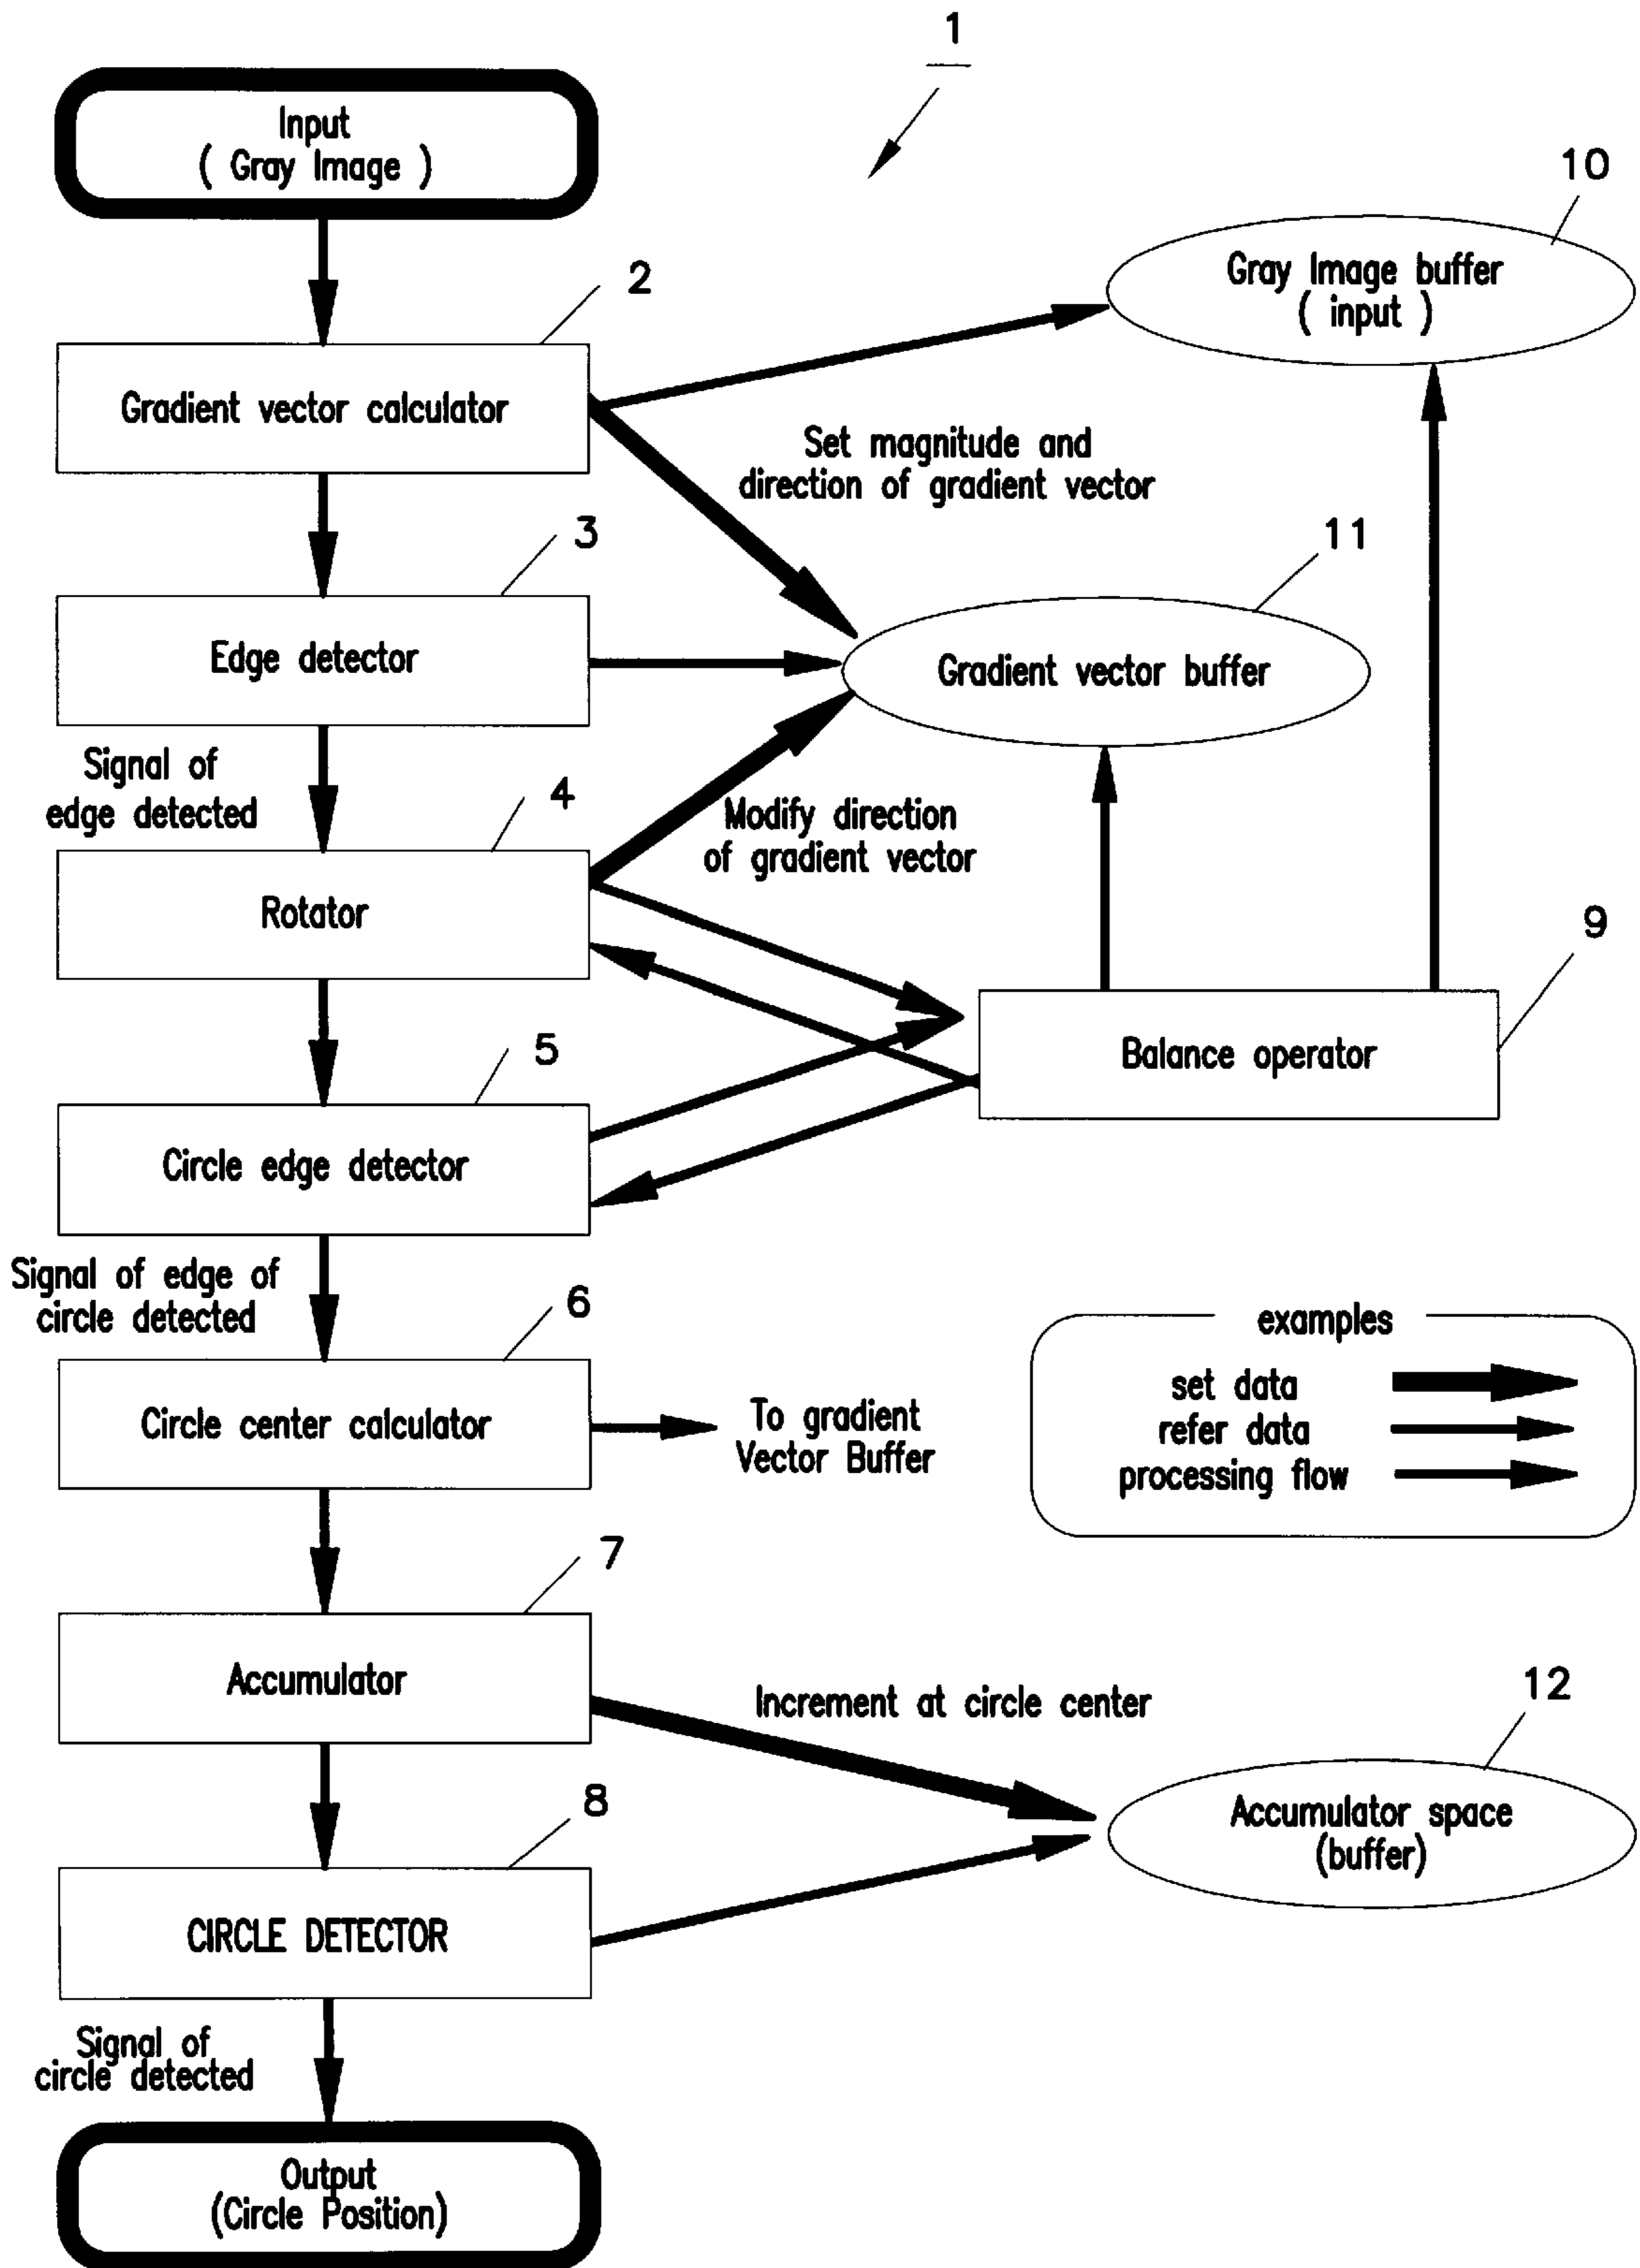 1
Input
( Gray Image )
10
2
Gray Image buffer
( input )
Gradient vector calculator
Set magnitude and
direction of gradient vector
3
11
Edge detector
Gradient vector buffer
Signal of
edge detected
4
Modify direction
of gradient vector
Rotator
9
5
Balance operator
Circle edge detector
Signal of edge of
circle detected
6
examples
set data
refer data
processing flow
Circle center calculator
To gradient
Vector Buffer
7
Accumulator
Increment at circle center
12
8
Accumulator space
(buffer)
CIRCLE DETECTOR
Signal of
circle detected
Output
(Circle Position)